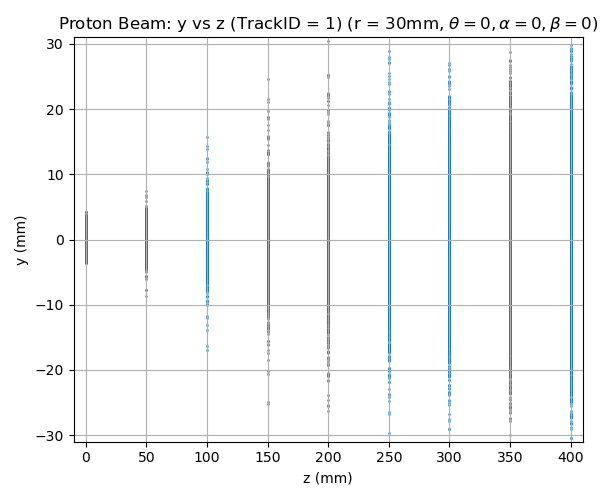 Proton Beam: y vs z (TrackID = 1) (r = 30mm, θ = 0, α = 0, β = 0)
30
20
10
0
−10
−20
−30
y (mm)
0 50 100 150 200 250 300 350 400
z (mm)